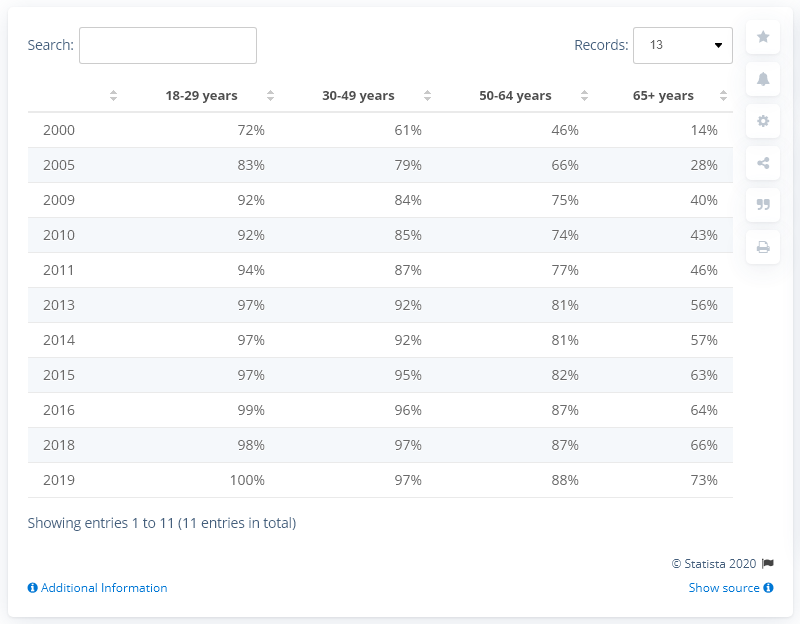 Search: Records: 13
18-29 years 30-49 years 50-64 years 65+ years
2000 72% 61% 46% 14%
2005 83% 79% 66% 28%
2009 92% 84% 75% 40%
2010 92% 85% 74% 43%
2011 94% 87% 77% 46%
2013 97% 92% 81% 56%
2014 97% 92% 81% 57%
2015 97% 95% 82% 63%
2016 99% 96% 87% 64%
2018 98% 97% 87% 66%
2019 100% 97% 88% 73%
Showing entries 1 to 11 (11 entries in total)
© Statista 2020
Additional Information Show source